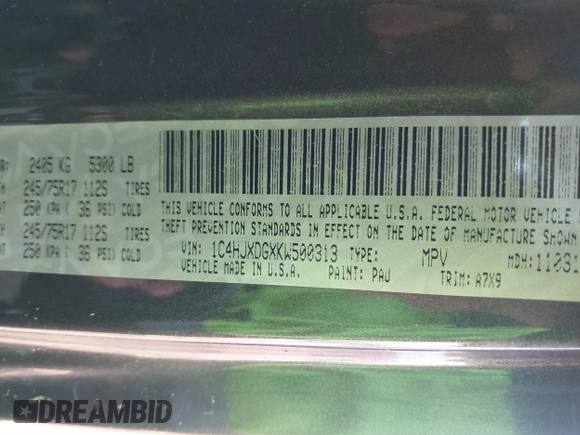 2405 KG 5300 LB
245/75R17 112S TIRES
250 KPA ( 36 PSI) COLD
245/75R17 112S TIRES
250 KPA ( 36 PSI) COLD
THIS VEHICLE CONFORMS TO ALL APPLICABLE U.S.A. FEDERAL MOTOR VEHICLE
THEFT PREVENTION STANDARDS IN EFFECT ON THE DATE OF MANUFACTURE SHOWN
VIN: 1C4HJXDGXKW500313 TYPE: MPV MDH:11031
VEHICLE MADE IN U.S.A. PAINT: PAU TRIM: A7X9
DREAMBID